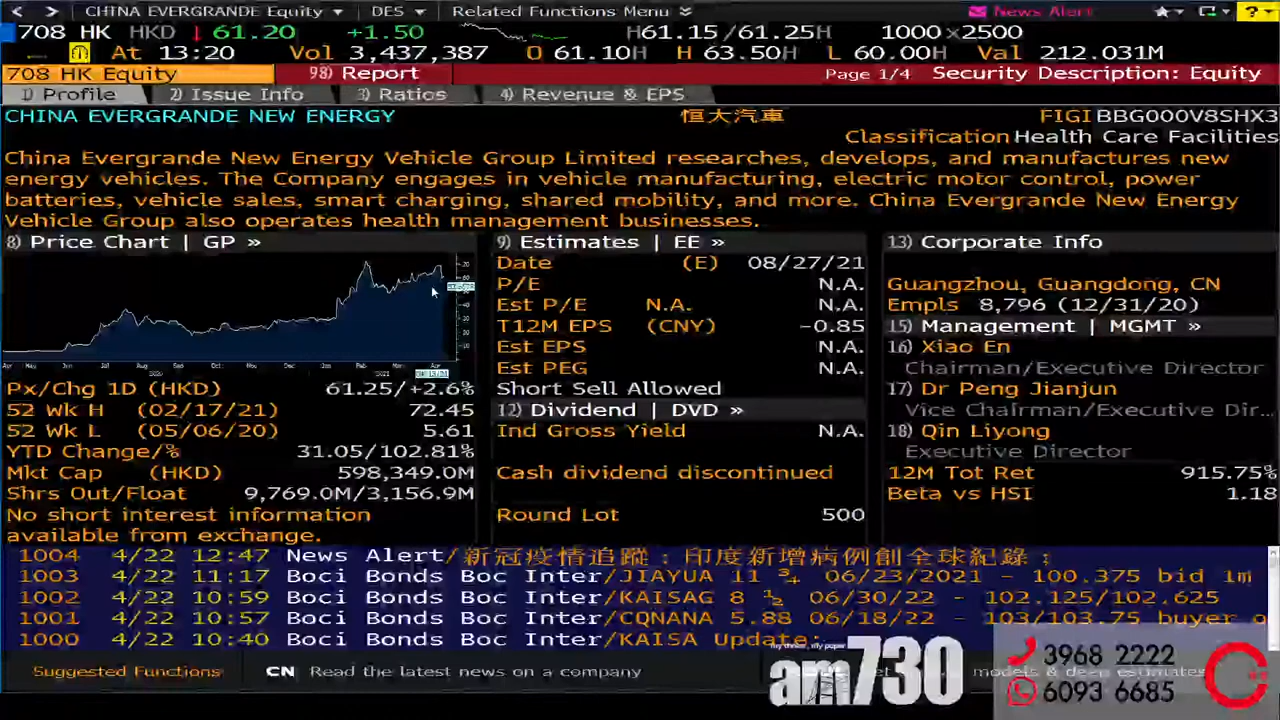 < > CHINA EVERGRANDE Equity DES Related Functions Menu News Alert
708 HK HKD ↓ 61.20 +1.50 H61.15/61.25H 1000×2500
At 13:20 Vol 3,437,387 O 61.10H H 63.50H L 60.00H Val 212.031M
708 HK Equity 98) Report Page 1/4 Security Description: Equity
1) Profile 2) Issue Info 3) Ratios 4) Revenue & EPS
CHINA EVERGRANDE NEW ENERGY 恒大汽車 FIGI BBG000V8SHX3
Classification Health Care Facilities
China Evergrande New Energy Vehicle Group Limited researches, develops, and manufactures new
energy vehicles. The Company engages in vehicle manufacturing, electric motor control, power
batteries, vehicle sales, smart charging, shared mobility, and more. China Evergrande New Energy
Vehicle Group also operates health management businesses.
8) Price Chart | GP »
Px/Chg 1D (HKD) 61.25/+2.6%
52 Wk H (02/17/21) 72.45
52 Wk L (05/06/20) 5.61
YTD Change/% 31.05/102.81%
Mkt Cap (HKD) 598,349.0M
Shrs Out/Float 9,769.0M/3,156.9M
No short interest information
available from exchange.
9) Estimates | EE »
Date (E) 08/27/21
P/E N.A.
Est P/E N.A. N.A.
T12M EPS (CNY) -0.85
Est EPS N.A.
Est PEG N.A.
Short Sell Allowed
12) Dividend | DVD »
Ind Gross Yield N.A.
Cash dividend discontinued
Round Lot 500
13) Corporate Info
Guangzhou, Guangdong, CN
Empls 8,796 (12/31/20)
15) Management | MGMT »
16) Xiao En
Chairman/Executive Director
17) Dr Peng Jianjun
Vice Chairman/Executive Dir...
18) Qin Liyong
Executive Director
12M Tot Ret 915.75%
Beta vs HSI 1.18
1004 4/22 12:47 News Alert/新冠疫情追蹤：印度新增病例創全球紀錄；
1003 4/22 11:17 Boci Bonds Boc Inter/JIAYUA 11 ¾ 06/23/2021 - 100.375 bid 1m
1002 4/22 10:59 Boci Bonds Boc Inter/KAISAG 8 ½ 06/30/22 - 102.125/102.625
1001 4/22 10:57 Boci Bonds Boc Inter/CQNANA 5.88 06/18/22 - 103/103.75 buyer o
1000 4/22 10:40 Boci Bonds Boc Inter/KAISA Update:
Suggested Functions CN Read the latest news on a company models & deep estimates
my choice, my paper
am730
3968 2222
6093 6685